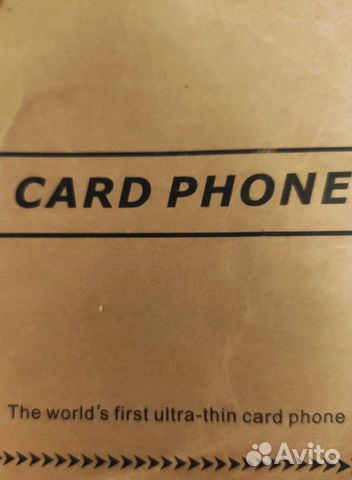 CARD PHONE
The world's first ultra-thin card phone
Avito